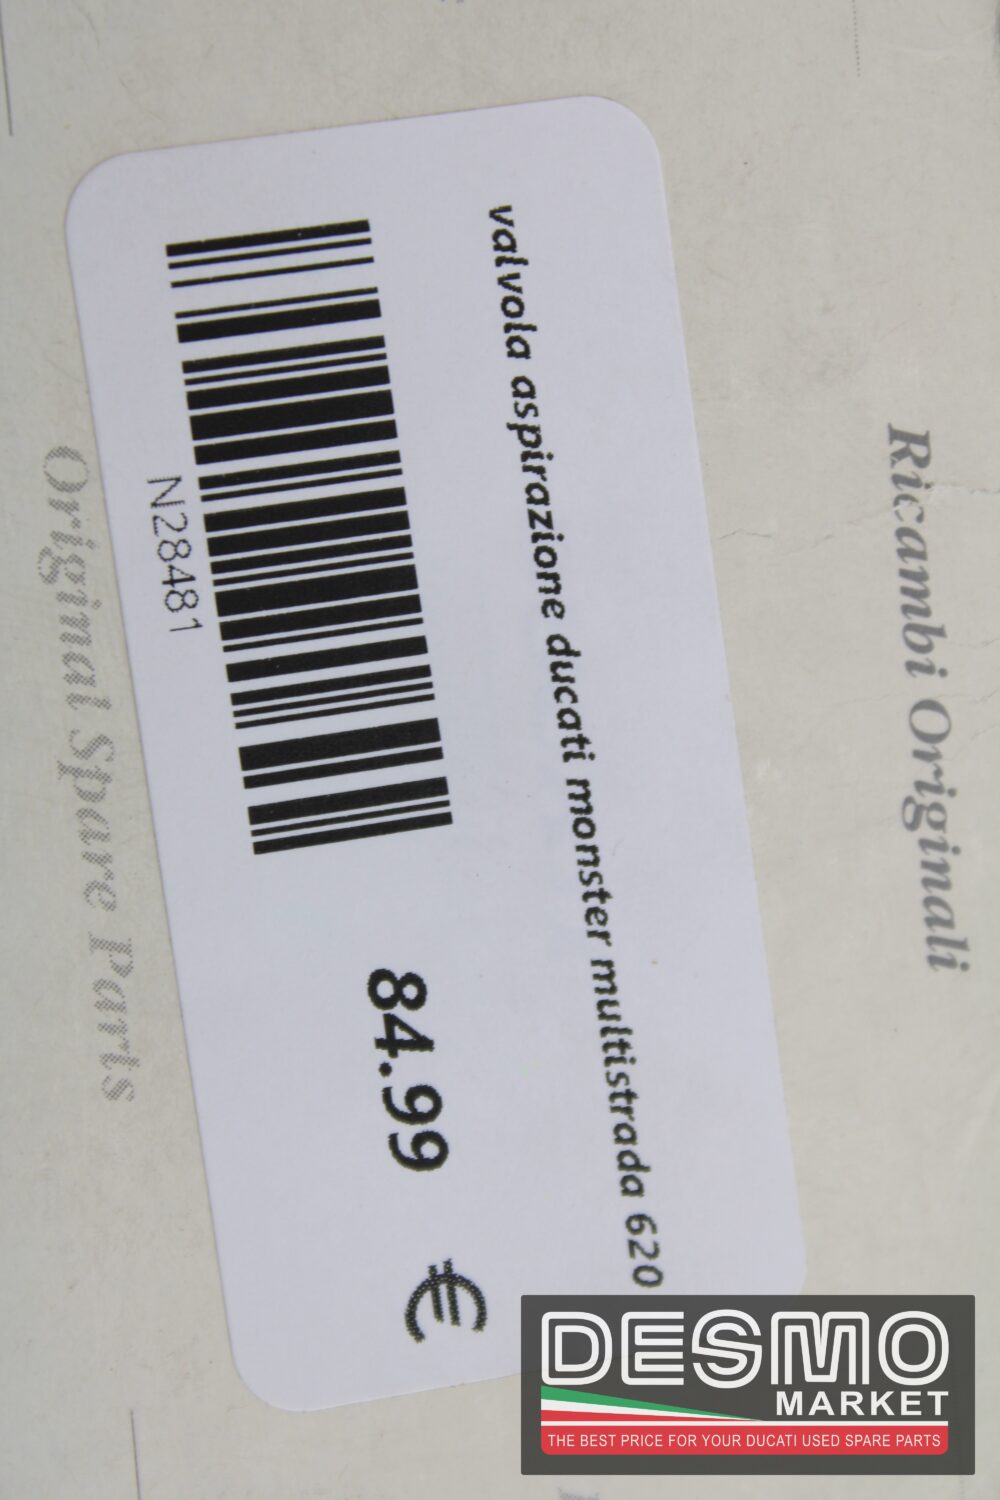 Ricambi Originali
valvola aspirazione ducati monster multistrada 620
84.99 €
N28481
Original Spare Parts
DESMO
MARKET
THE BEST PRICE FOR YOUR DUCATI USED SPARE PARTS